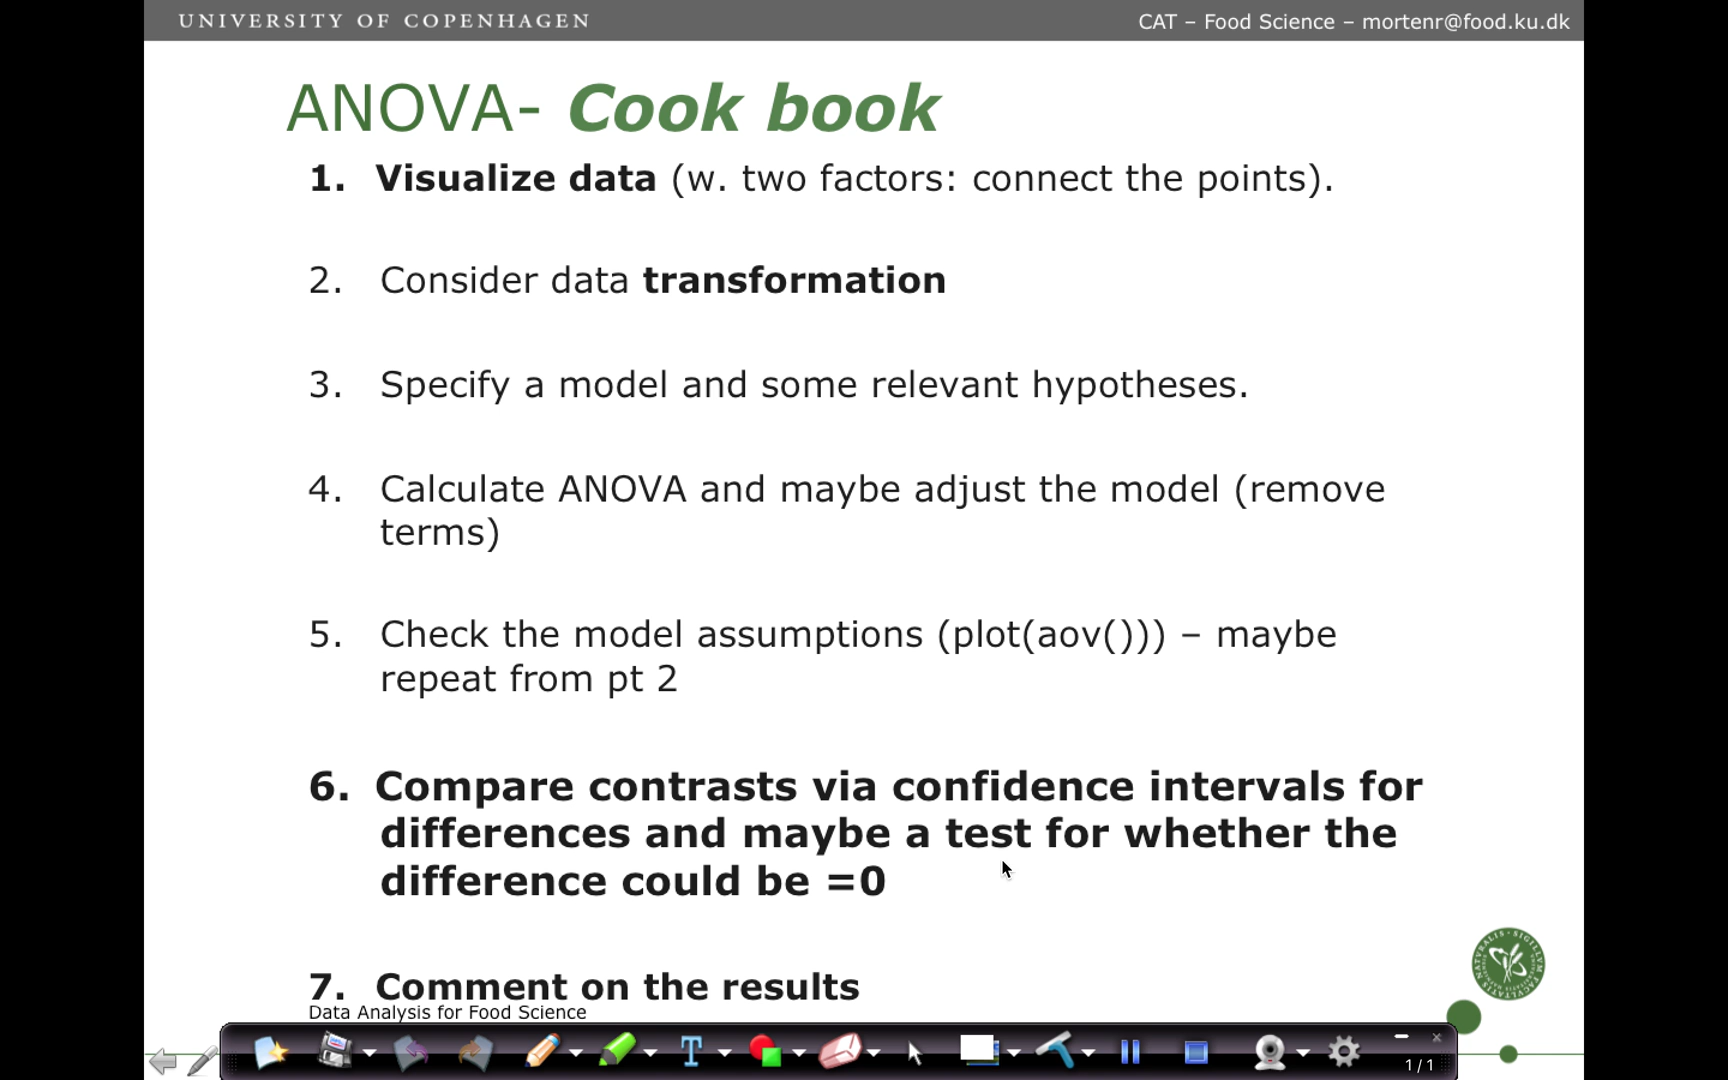 UNIVERSITY OF COPENHAGEN
CAT – Food Science – mortenr@food.ku.dk
ANOVA- Cook book
1. Visualize data (w. two factors: connect the points).
2. Consider data transformation
3. Specify a model and some relevant hypotheses.
4. Calculate ANOVA and maybe adjust the model (remove
terms)
5. Check the model assumptions (plot(aov())) – maybe
repeat from pt 2
6. Compare contrasts via confidence intervals for
differences and maybe a test for whether the
difference could be =0
7. Comment on the results
Data Analysis for Food Science
T
1/1